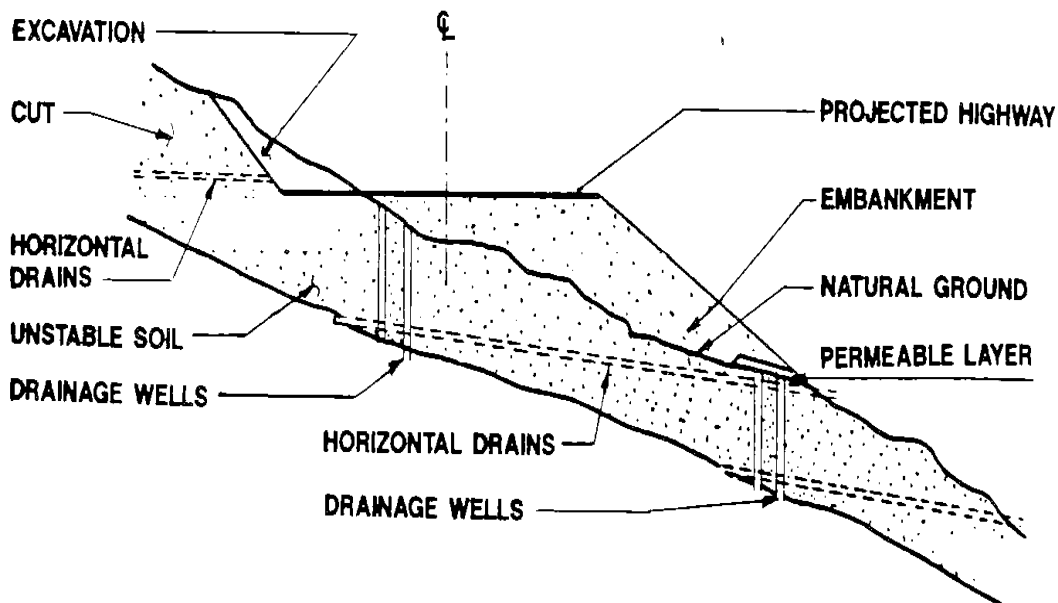 EXCAVATION
CUT
HORIZONTAL
DRAINS
UNSTABLE SOIL
DRAINAGE WELLS
℄
PROJECTED HIGHWAY
EMBANKMENT
NATURAL GROUND
PERMEABLE LAYER
HORIZONTAL DRAINS
DRAINAGE WELLS